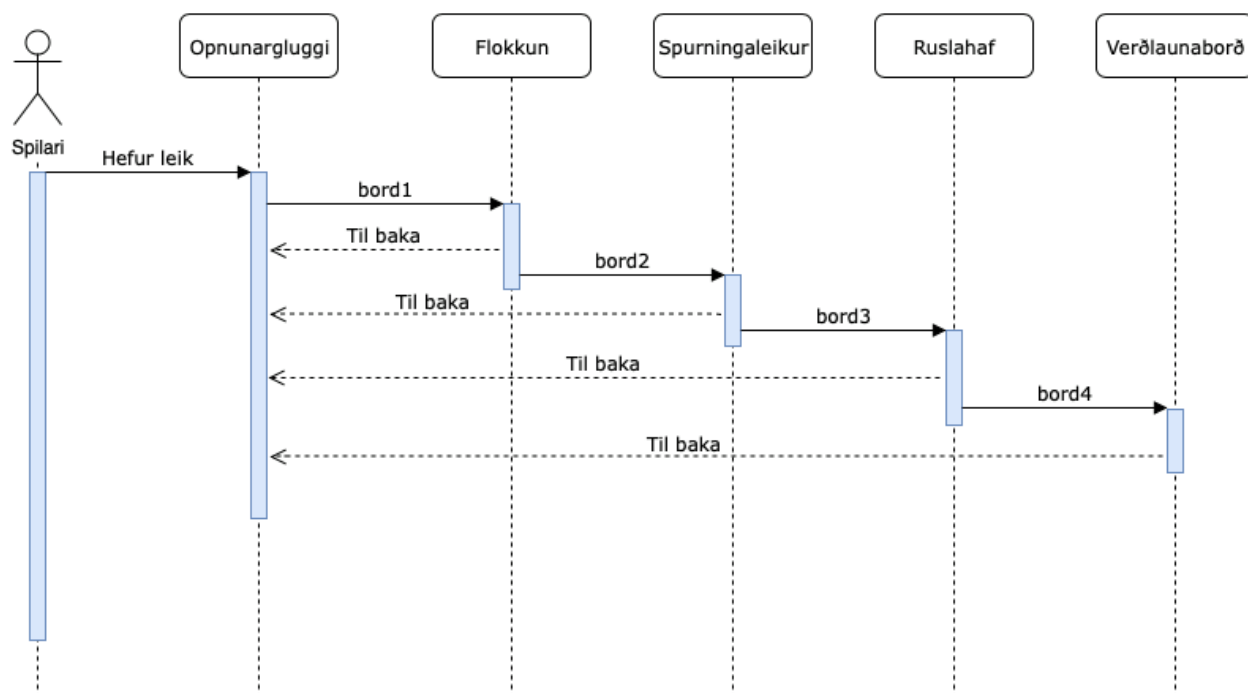 Opnunargluggi
Flokkun
Spurningaleikur
Ruslahaf
Verðlaunaborð
Spilari
Hefur leik
bord1
Til baka
bord2
Til baka
bord3
Til baka
bord4
Til baka